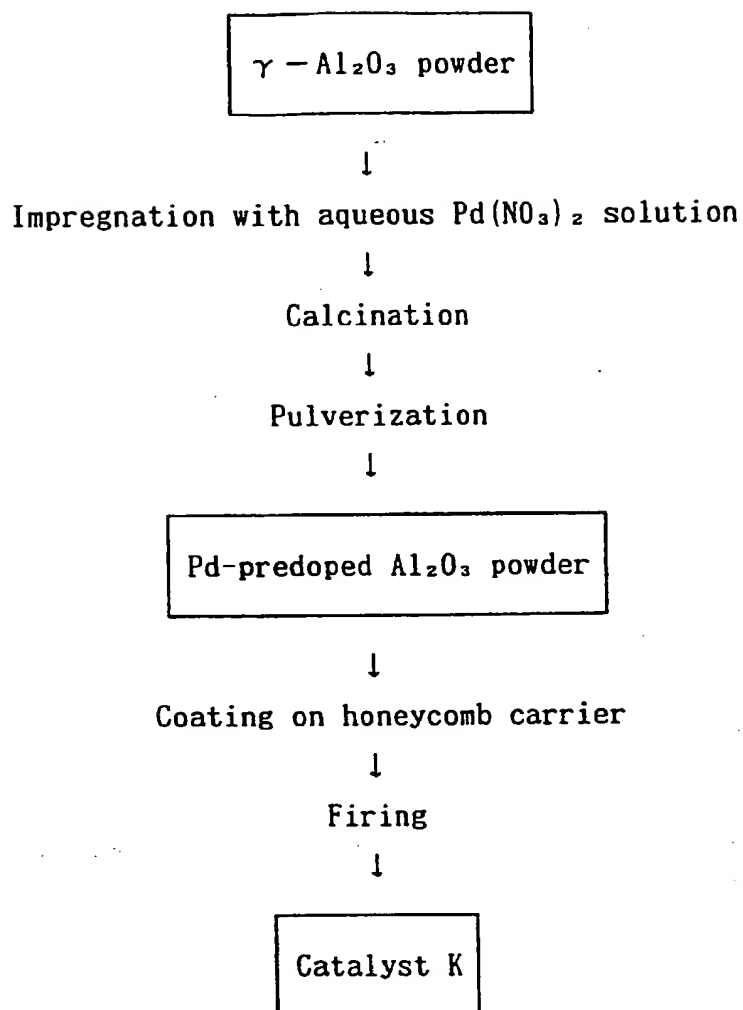 γ-Al₂O₃ powder
↓
Impregnation with aqueous Pd(NO₃)₂ solution
↓
Calcination
↓
Pulverization
↓
Pd-predoped Al₂O₃ powder
↓
Coating on honeycomb carrier
↓
Firing
↓
Catalyst K